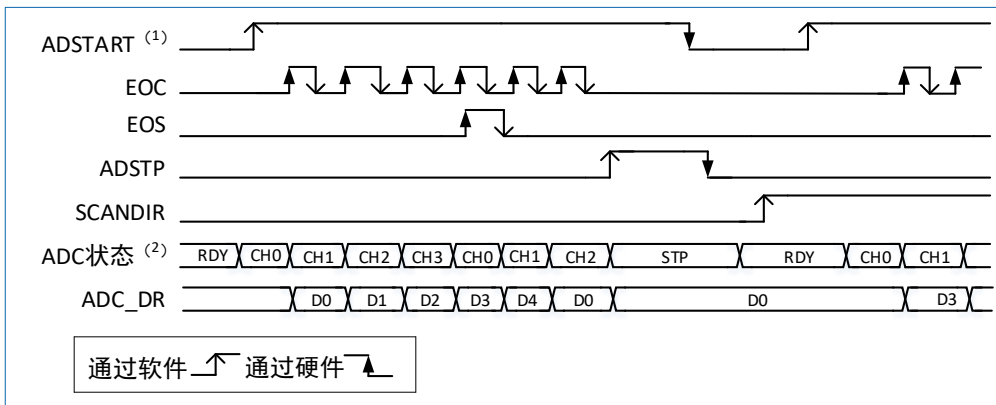 ADSTART (1)
EOC
EOS
ADSTP
SCANDIR
ADC状态 (2) RDY CH0 CH1 CH2 CH3 CH0 CH1 CH2 STP RDY CH0 CH1
ADC_DR D0 D1 D2 D3 D4 D0 D0 D3
通过软件 通过硬件